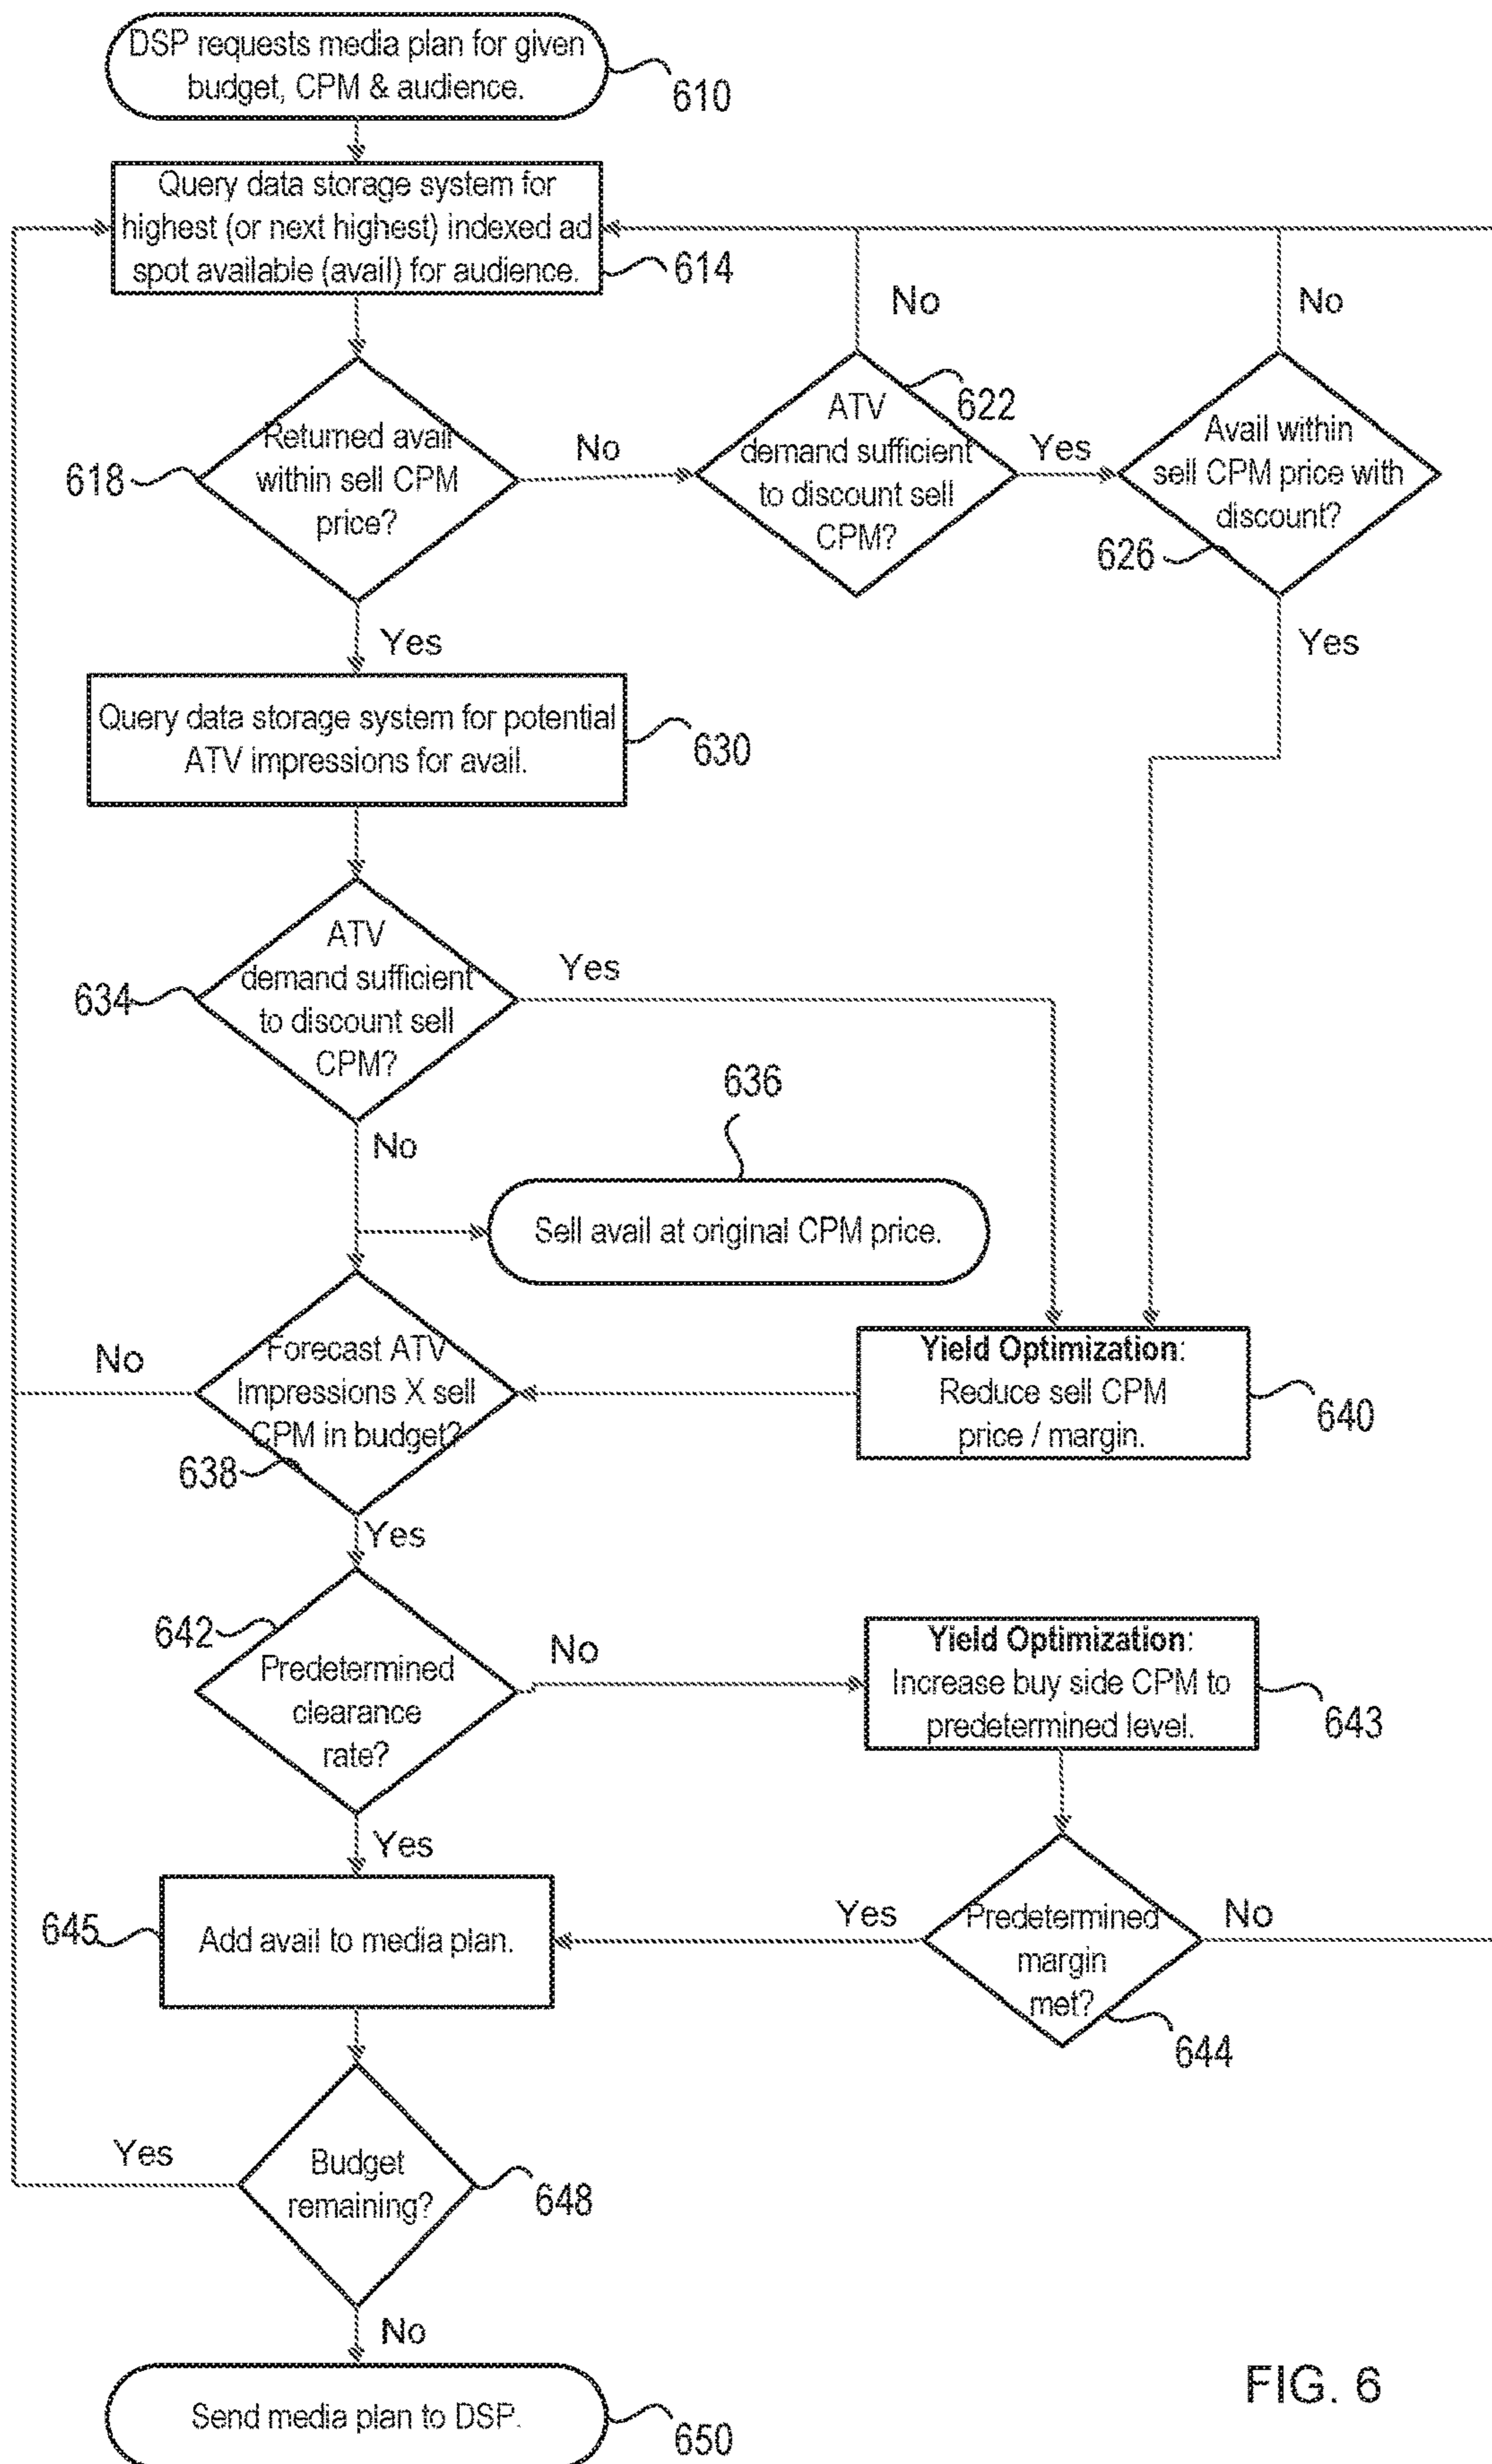 DSP requests media plan for given
budget, CPM & audience.
610
Query data storage system for
highest (or next highest) indexed ad
spot available (avail) for audience.
614
No
No
Returned avail
within sell CPM
price?
618
No
ATV
demand sufficient
to discount sell
CPM?
622
Yes
Avail within
sell CPM price with
discount?
626
Yes
Yes
Query data storage system for potential
ATV impressions for avail.
630
ATV
demand sufficient
to discount sell
CPM?
634
Yes
No
636
Sell avail at original CPM price.
No
Forecast ATV
Impressions X sell
CPM in budget?
638
Yield Optimization:
Reduce sell CPM
price / margin.
640
Yes
642
Predetermined
clearance
rate?
No
Yield Optimization:
Increase buy side CPM to
predetermined level.
643
Yes
645
Add avail to media plan.
Yes
Predetermined
margin
met?
No
644
Yes
Budget
remaining?
648
No
Send media plan to DSP.
650
FIG. 6